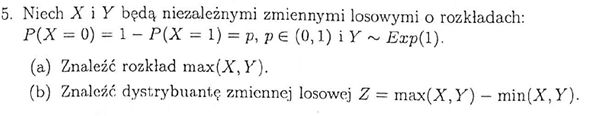 5. Niech X i Y będą niezależnymi zmiennymi losowymi o rozkładach:
P(X = 0) = 1 − P(X = 1) = p, p ∈ (0, 1) i Y ∼ Exp(1).
(a) Znaleźć rozkład max(X, Y).
(b) Znaleźć dystrybuantę zmiennej losowej Z = max(X, Y) − min(X, Y).